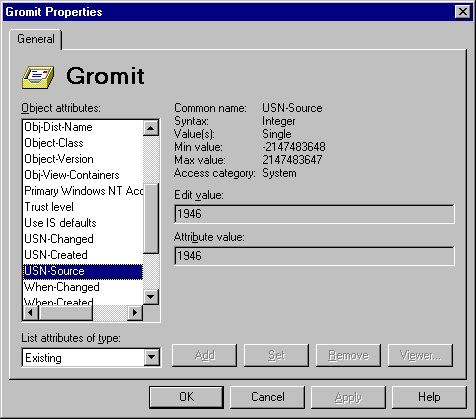 Gromit Properties
General
Gromit
Object attributes:
Obj-Dist-Name
Object-Class
Object-Version
Obj-View-Containers
Primary Windows NT Acc
Trust level
Use IS defaults
USN-Changed
USN-Created
USN-Source
When-Changed
When-Created
List attributes of type:
Existing
Common name: USN-Source
Syntax: Integer
Value(s): Single
Min value: -2147483648
Max value: 2147483647
Access category: System
Edit value:
1946
Attribute value:
1946
Add Set Remove Viewer...
OK Cancel Apply Help